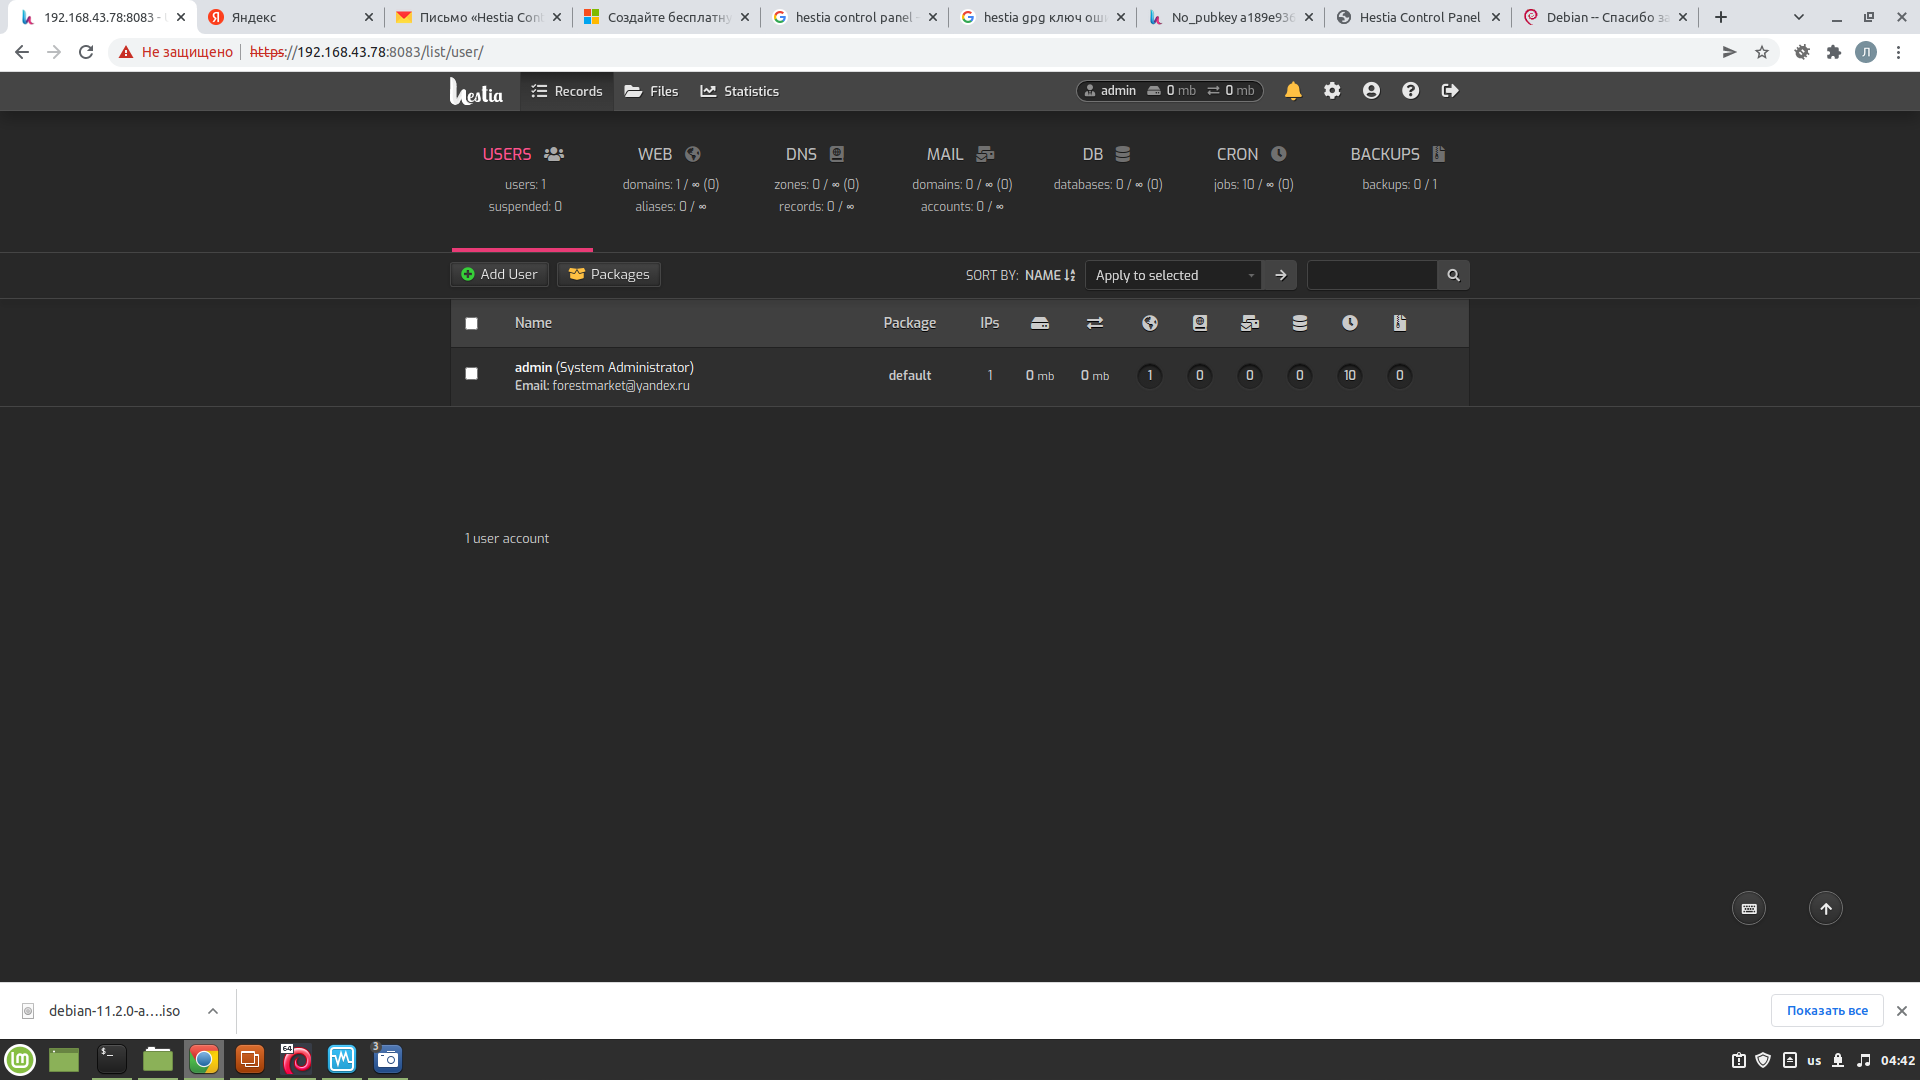 192.168.43.78:8083 - 
Яндекс
Письмо «Hestia Con
Создайте бесплатну
hestia control panel -
hestia gpg ключ оши
No_pubkey a189e936
Hestia Control Panel
Debian -- Спасибо за
Не защищено
https://192.168.43.78:8083/list/user/
Л
hestia
Records
Files
Statistics
admin 0 mb 0 mb
USERS
users: 1
suspended: 0
WEB
domains: 1 / ∞ (0)
aliases: 0 / ∞
DNS
zones: 0 / ∞ (0)
records: 0 / ∞
MAIL
domains: 0 / ∞ (0)
accounts: 0 / ∞
DB
databases: 0 / ∞ (0)
CRON
jobs: 10 / ∞ (0)
BACKUPS
backups: 0 / 1
Add User
Packages
SORT BY: NAME
Apply to selected
Name Package IPs
admin (System Administrator) default 1 0 mb 0 mb 1 0 0 0 10 0
Email: forestmarket@yandex.ru
1 user account
debian-11.2.0-a....iso
Показать все
64
3
us
04:42